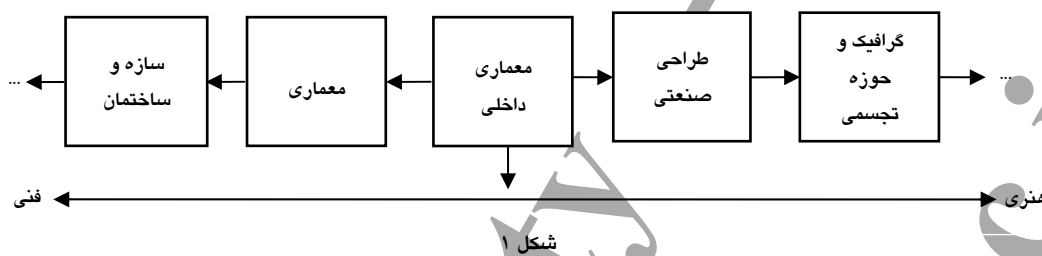 گرافیک و
حوزه
تجسمی
طراحی
صنعتی
معماری
داخلی
معماری
سازه و
ساختمان
...
...
هنری
فنی
شکل ۱